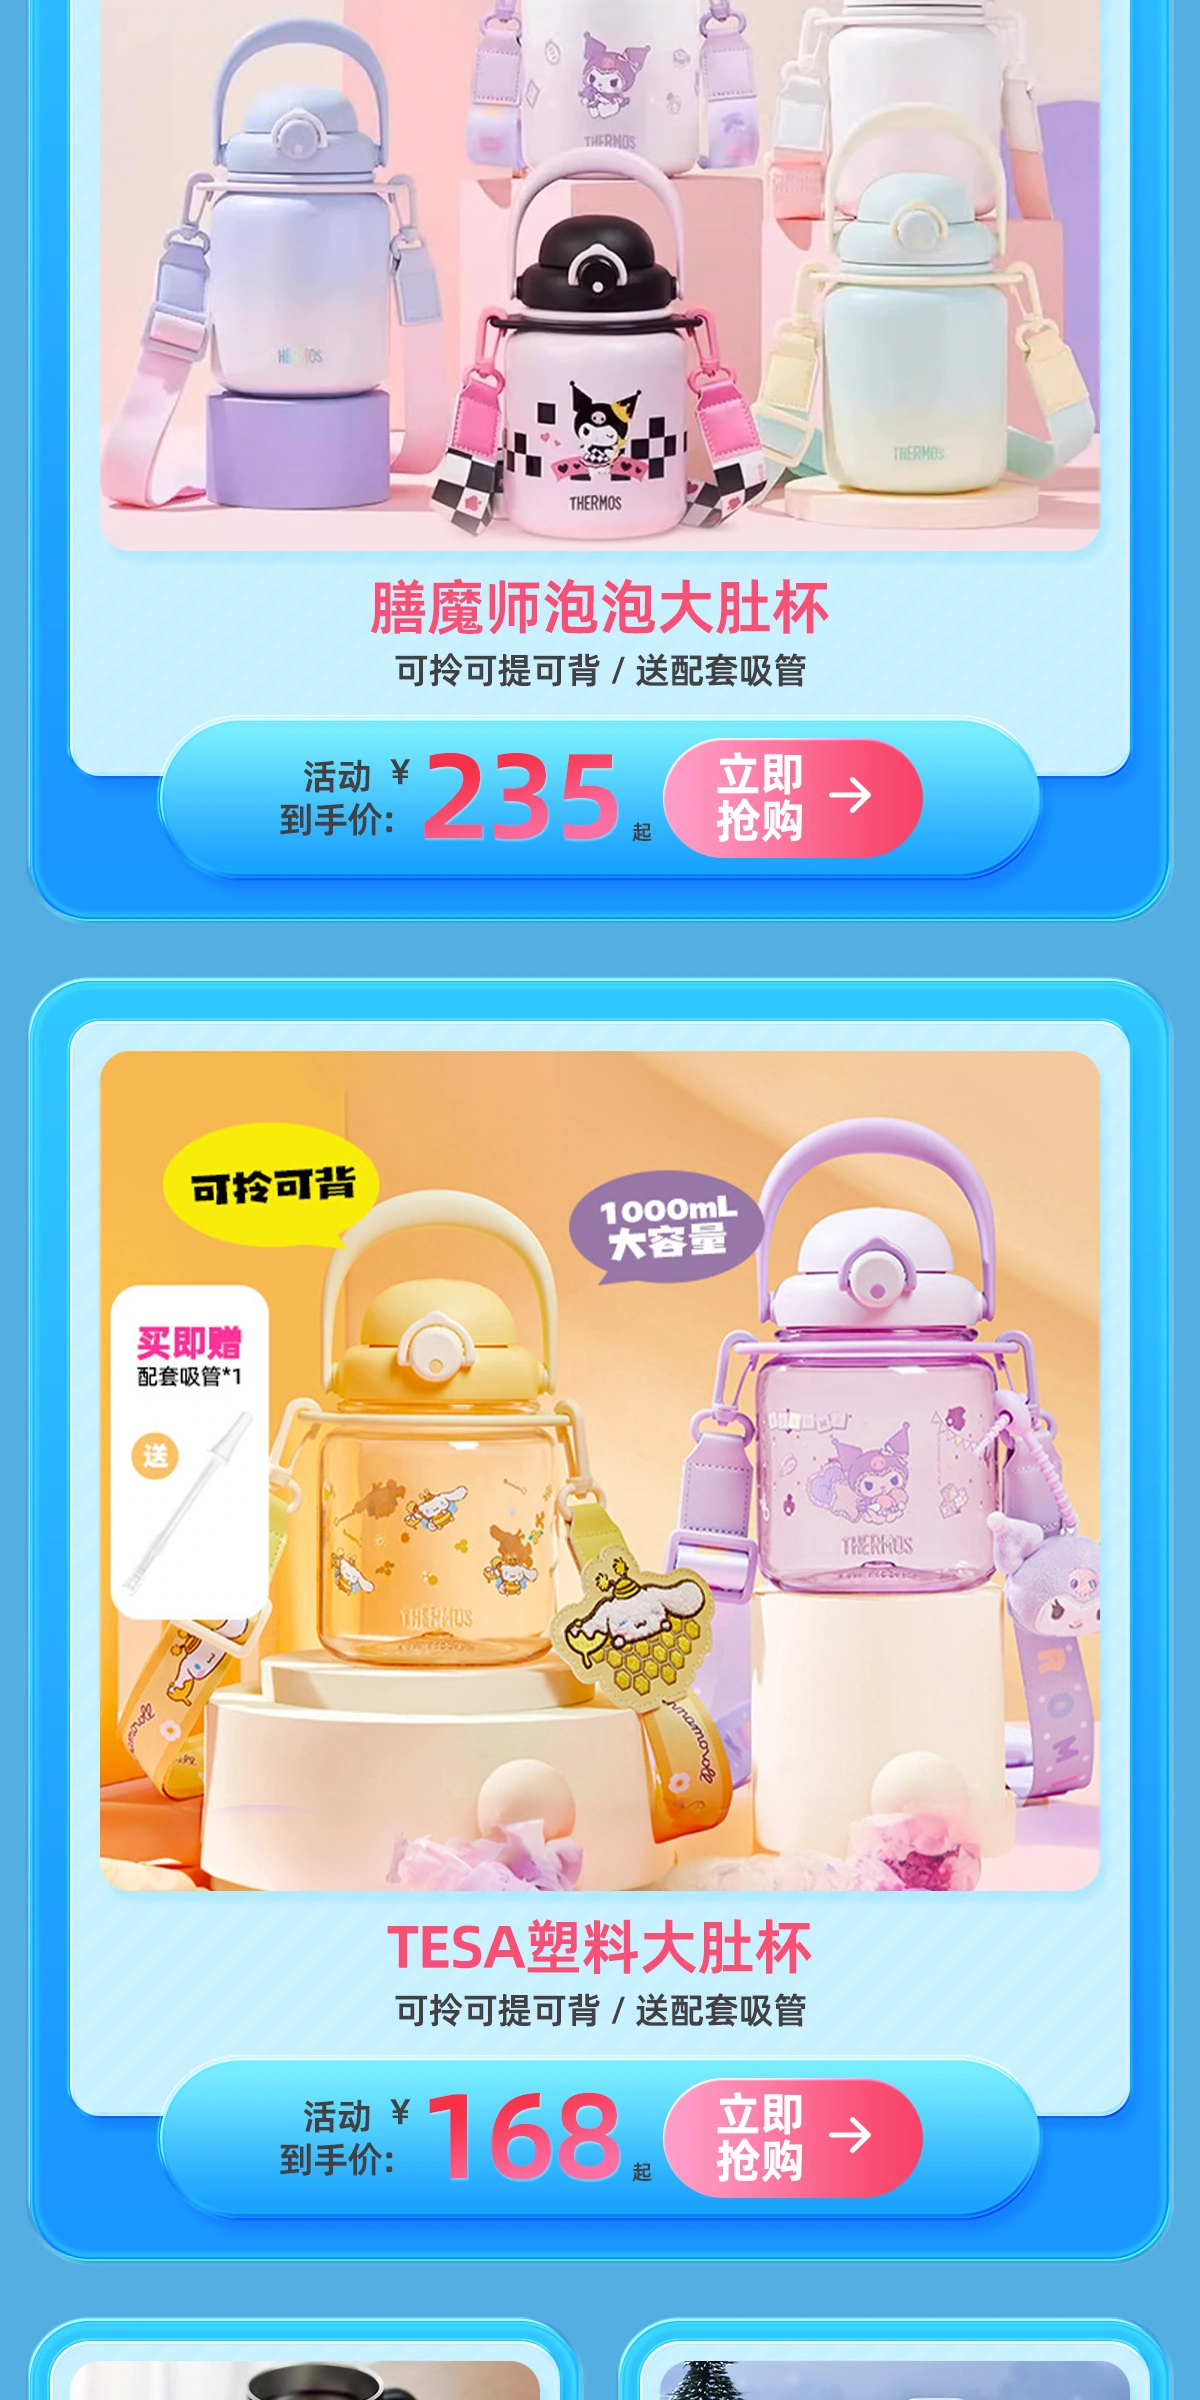 THERMOS
THERMOS
THERMOS
THERMOS
膳魔师泡泡大肚杯
可拎可提可背 / 送配套吸管
活动
到手价:
¥
235
起
立即
抢购
可拎可背
1000mL
大容量
买即赠
配套吸管*1
送
THERMOS
THERMOS
TESA塑料大肚杯
可拎可提可背 / 送配套吸管
活动
到手价:
¥
168
起
立即
抢购